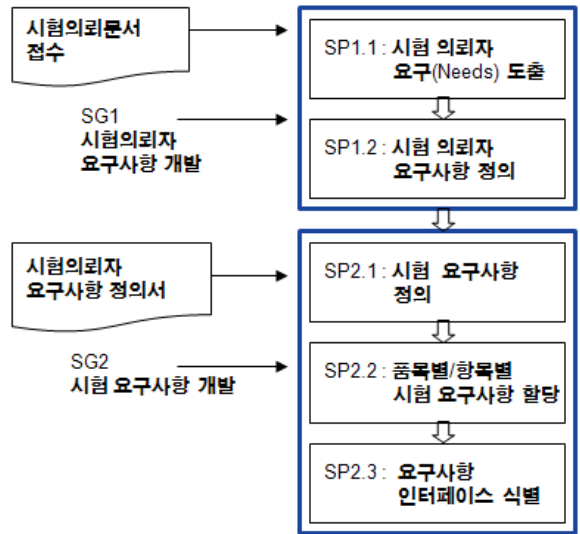 시험의뢰문서
접수
SP1.1 : 시험 의뢰자
요구(Needs) 도출
SG1
시험의뢰자
요구사항 개발
SP1.2 : 시험 의뢰자
요구사항 정의
시험의뢰자
요구사항 정의서
SP2.1 : 시험 요구사항
정의
SG2
시험 요구사항 개발
SP2.2 : 품목별/항목별
시험 요구사항 할당
SP2.3 : 요구사항
인터페이스 식별